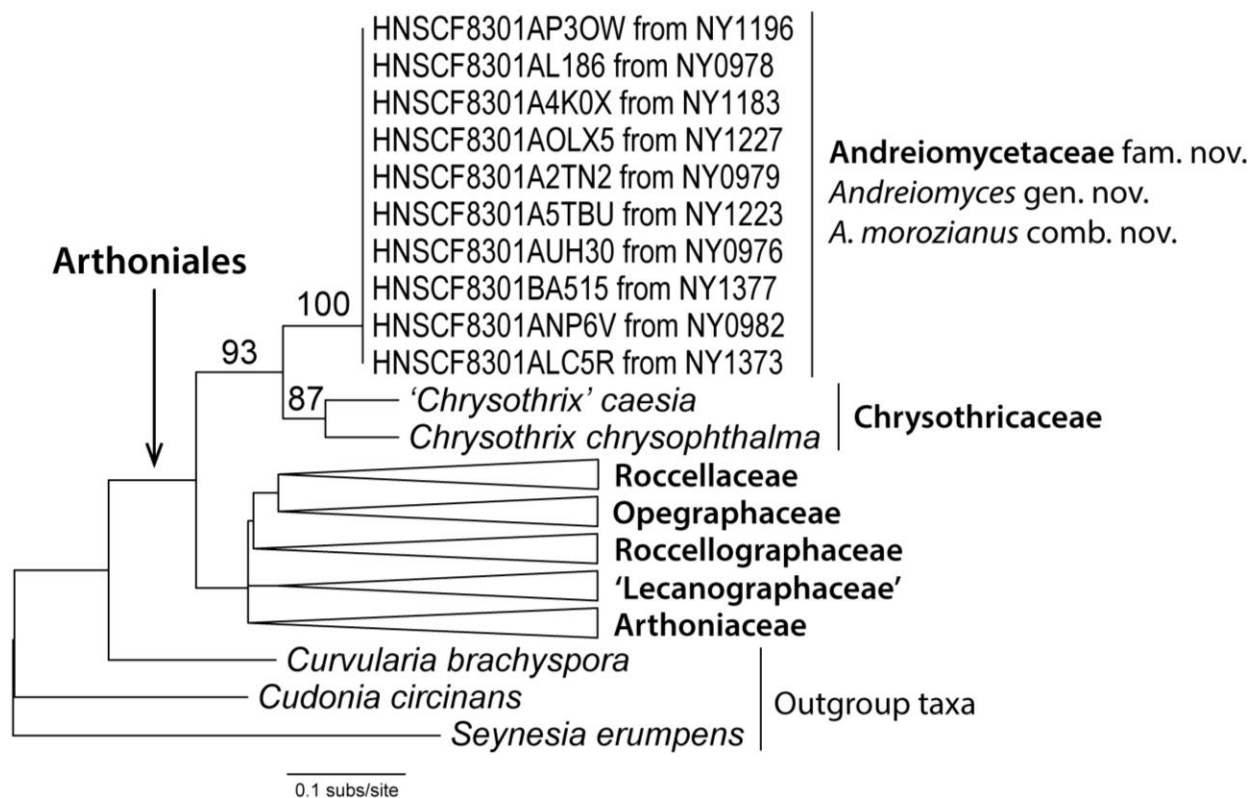 HNSCF8301AP3OW from NY1196
HNSCF8301AL186 from NY0978
HNSCF8301A4K0X from NY1183
HNSCF8301AOLX5 from NY1227
HNSCF8301A2TN2 from NY0979
HNSCF8301A5TBU from NY1223
HNSCF8301AUH30 from NY0976
HNSCF8301BA515 from NY1377
HNSCF8301ANP6V from NY0982
HNSCF8301ALC5R from NY1373
Andreiomycetaceae fam. nov.
Andreiomyces gen. nov.
A. morozianus comb. nov.
Arthoniales
100
93
87
‘Chrysothrix’ caesia
Chrysothrix chrysophthalma
Chrysothricaceae
Roccellaceae
Opegraphaceae
Roccellographaceae
‘Lecanographaceae’
Arthoniaceae
Curvularia brachyspora
Cudonia circinans
Seynesia erumpens
Outgroup taxa
0.1 subs/site